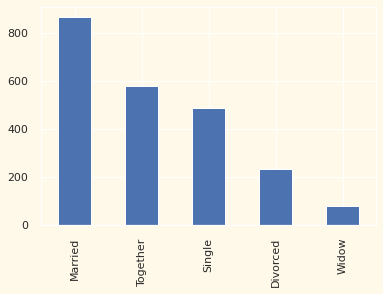 800
600
400
200
0
Married
Together
Single
Divorced
Widow